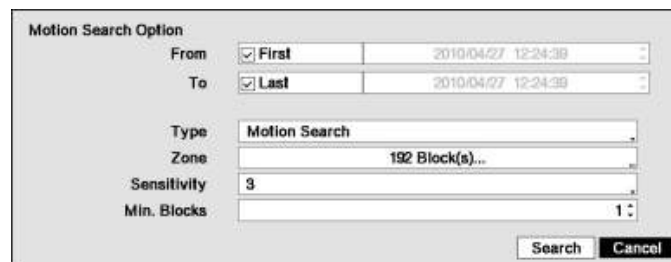 Motion Search Option
From First 2010/04/27 12:24:39
To Last 2010/04/27 12:24:39
Type Motion Search
Zone 192 Block(s)...
Sensitivity 3
Min. Blocks 1
Search Cancel